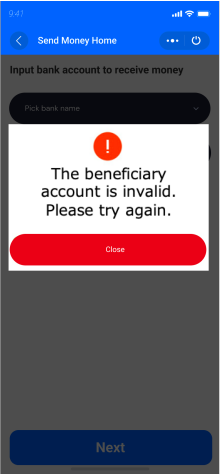 9:41
Send Money Home
Input bank account to receive money
Pick bank name
!
The beneficiary
account is invalid.
Please try again.
Close
Next